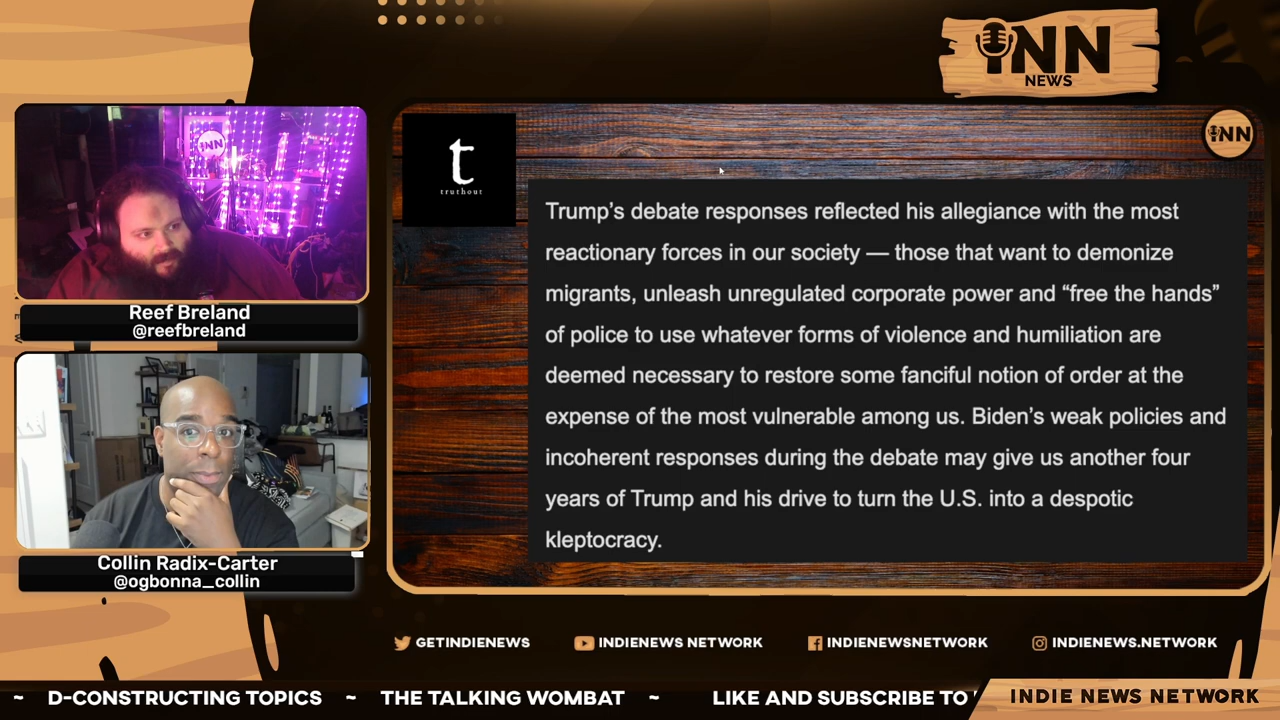 INN
NEWS
INN
INN
t
truthout
Trump’s debate responses reflected his allegiance with the most
reactionary forces in our society — those that want to demonize
migrants, unleash unregulated corporate power and “free the hands”
of police to use whatever forms of violence and humiliation are
deemed necessary to restore some fanciful notion of order at the
expense of the most vulnerable among us. Biden’s weak policies and
incoherent responses during the debate may give us another four
years of Trump and his drive to turn the U.S. into a despotic
kleptocracy.
Reef Breland
@reefbreland
Collin Radix-Carter
@ogbonna_collin
GETINDIENEWS
INDIENEWS NETWORK
INDIENEWSNETWORK
INDIENEWS.NETWORK
~ D-CONSTRUCTING TOPICS ~ THE TALKING WOMBAT ~ LIKE AND SUBSCRIBE TO
INDIE NEWS NETWORK